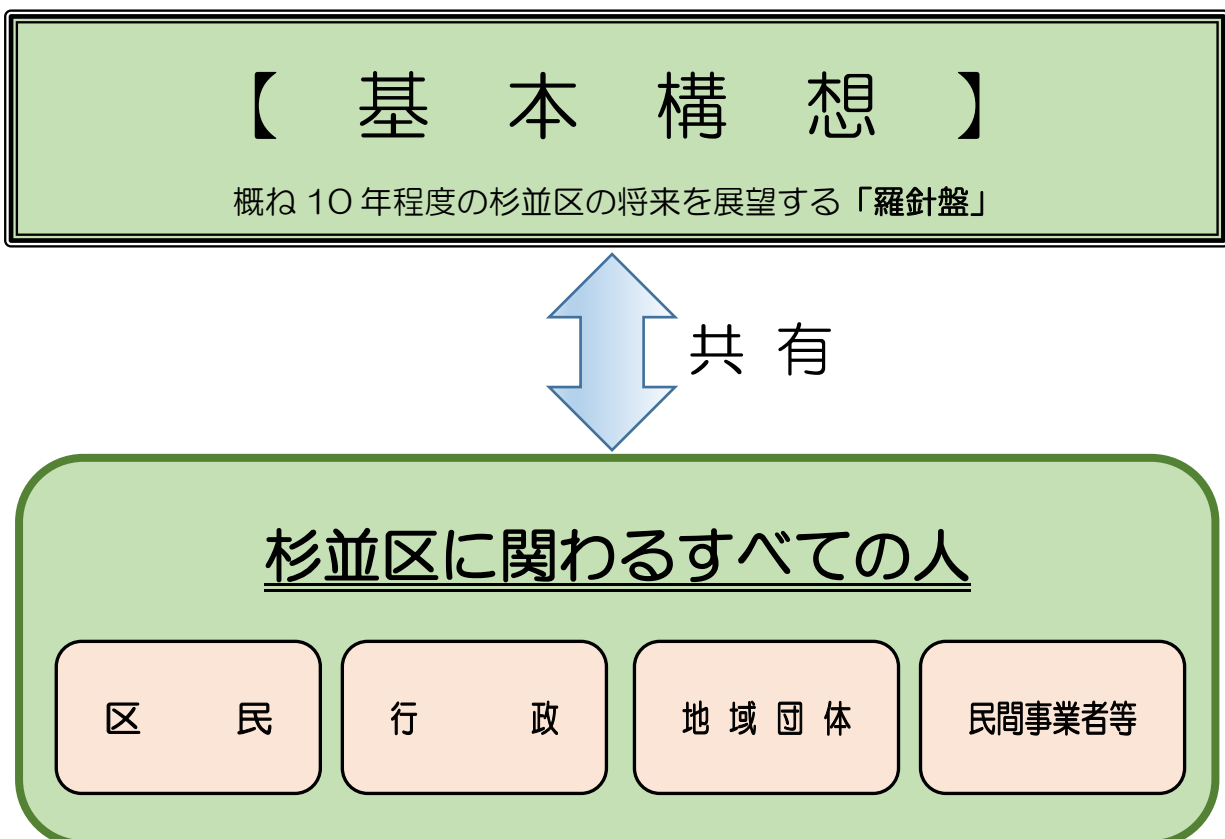 【 基 本 構 想 】
概ね 10 年程度の杉並区の将来を展望する「羅針盤」
共 有
杉並区に関わるすべての人
区 民
行 政
地 域 団 体
民間事業者等